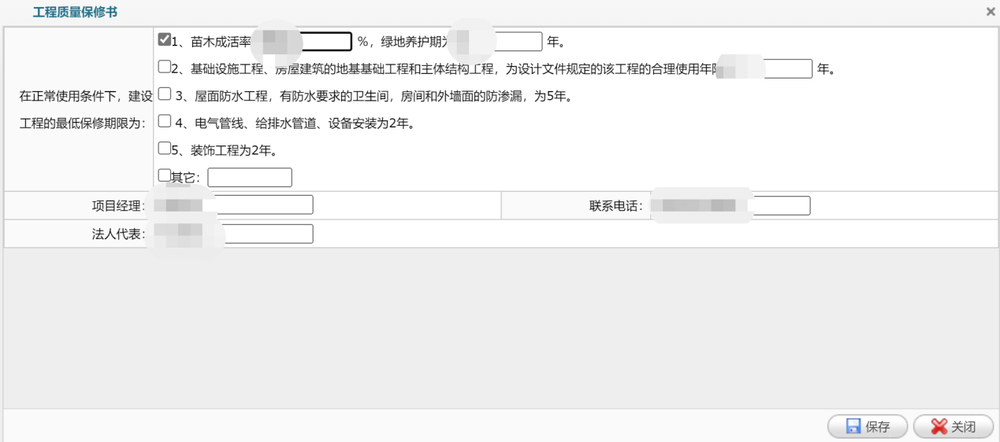 工程质量保修书
在正常使用条件下，建设
工程的最低保修期限为：
1、苗木成活率 %，绿地养护期 年。
2、基础设施工程、房屋建筑的地基基础工程和主体结构工程，为设计文件规定的该工程的合理使用年 年。
3、屋面防水工程，有防水要求的卫生间，房间和外墙面的防渗漏，为5年。
4、电气管线、给排水管道、设备安装为2年。
5、装饰工程为2年。
其它：
项目经理：
联系电话：
法人代表：
保存
关闭